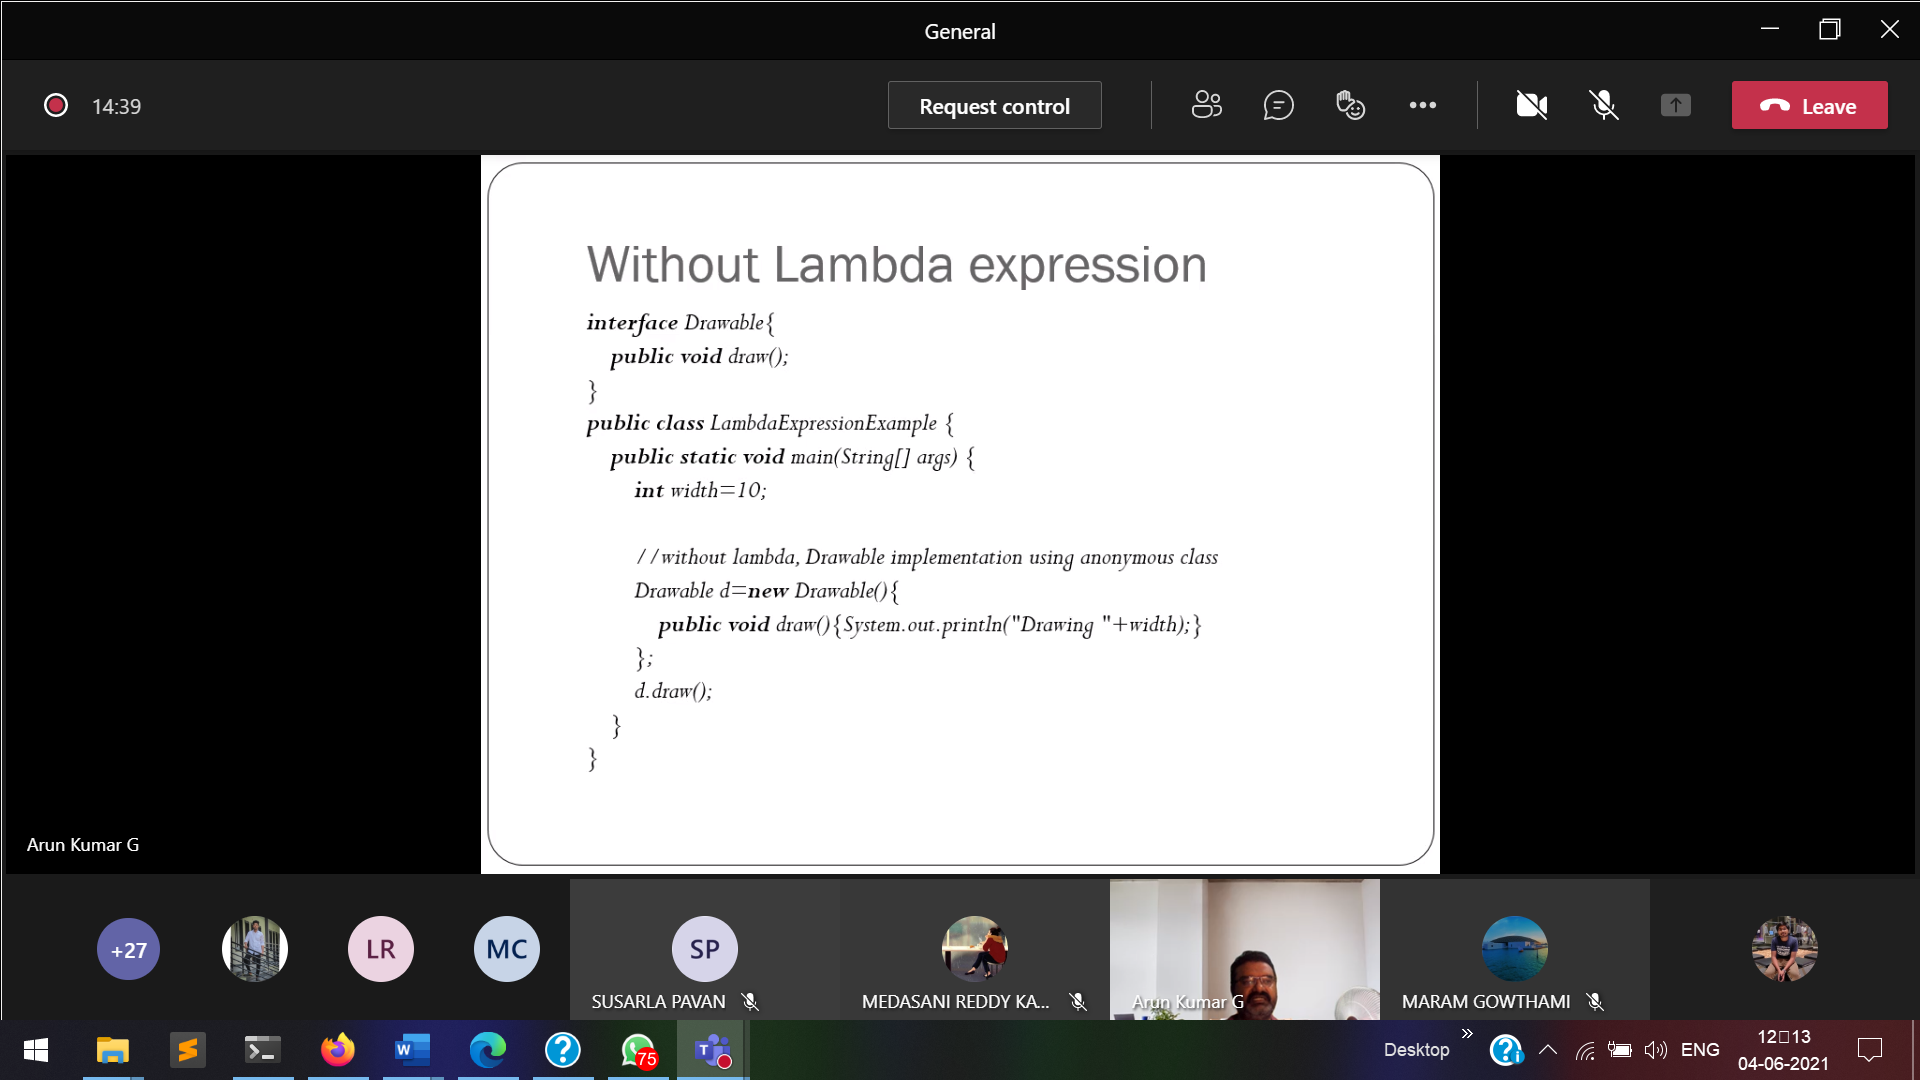 General
14:39
Request control
Leave
Without Lambda expression
interface Drawable{
public void draw();
}
public class LambdaExpressionExample {
public static void main(String[] args) {
int width=10;
//without lambda, Drawable implementation using anonymous class
Drawable d=new Drawable(){
public void draw(){System.out.println("Drawing "+width);}
};
d.draw();
}
}
Arun Kumar G
+27
LR
MC
SP
SUSARLA PAVAN
MEDASANI REDDY KA...
Arun Kumar G
MARAM GOWTHAMI
75
Desktop
ENG
12▯13
04-06-2021